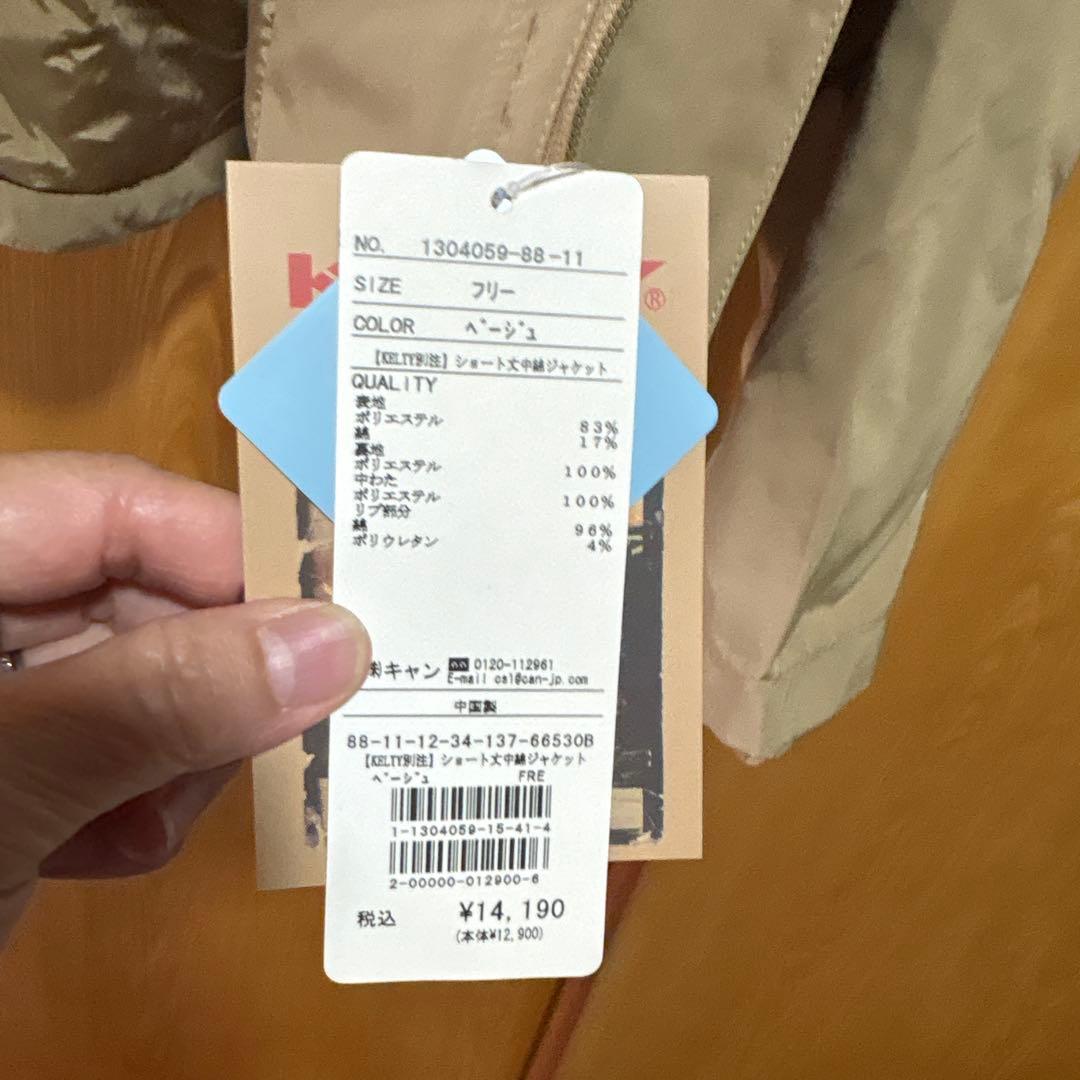 NO. 1304059-88-11
SIZE フリー
COLOR ベージュ
【KELTY別注】ショート丈中綿ジャケット
QUALITY
表地
ポリエステル 83%
綿 17%
裏地
ポリエステル 100%
中わた
ポリエステル 100%
リブ部分
綿 96%
ポリウレタン 4%
㈱キャン 0120-112961
E-mail cs1@can-jp.com
中国製
88-11-12-34-137-66530B
【KELTY別注】ショート丈中綿ジャケット
ベージュ FRE
1-1304059-15-41-4
2-00000-012900-6
税込 ¥14,190
(本体¥12,900)
K
®